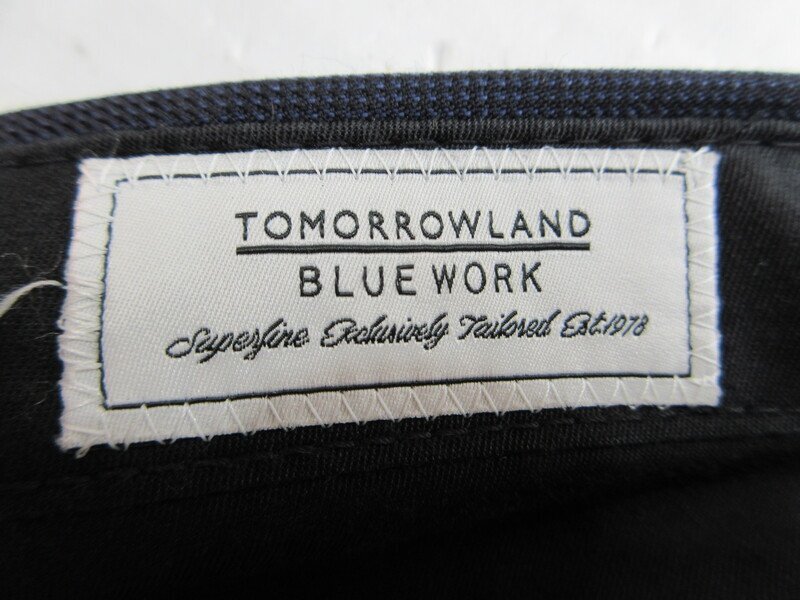 TOMORROWLAND
BLUE WORK
Superfine Exclusively Tailored Est.1978